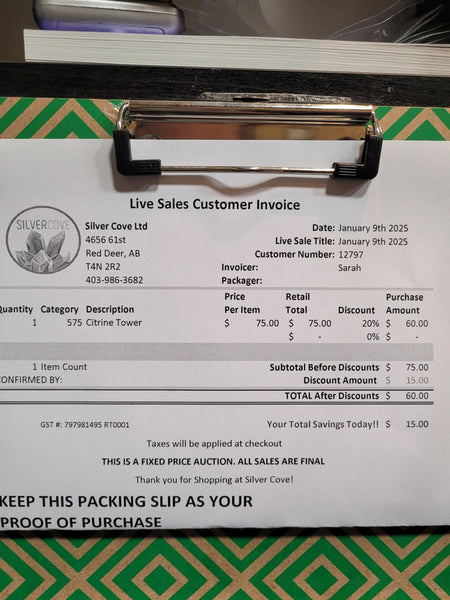 Live Sales Customer Invoice
SILVERCOVE
Silver Cove Ltd
4656 61st
Red Deer, AB
T4N 2R2
403-986-3682
Date: January 9th 2025
Live Sale Title: January 9th 2025
Customer Number: 12797
Invoicer: Sarah
Packager:
Quantity Category Description Price Per Item Retail Total Discount Purchase Amount
1 575 Citrine Tower $ 75.00 $ 75.00 20% $ 60.00
$ - 0% $ -
1 Item Count Subtotal Before Discounts $ 75.00
CONFIRMED BY: Discount Amount $ 15.00
TOTAL After Discounts $ 60.00
GST #: 797981495 RT0001 Your Total Savings Today!! $ 15.00
Taxes will be applied at checkout
THIS IS A FIXED PRICE AUCTION. ALL SALES ARE FINAL
Thank you for Shopping at Silver Cove!
KEEP THIS PACKING SLIP AS YOUR
PROOF OF PURCHASE